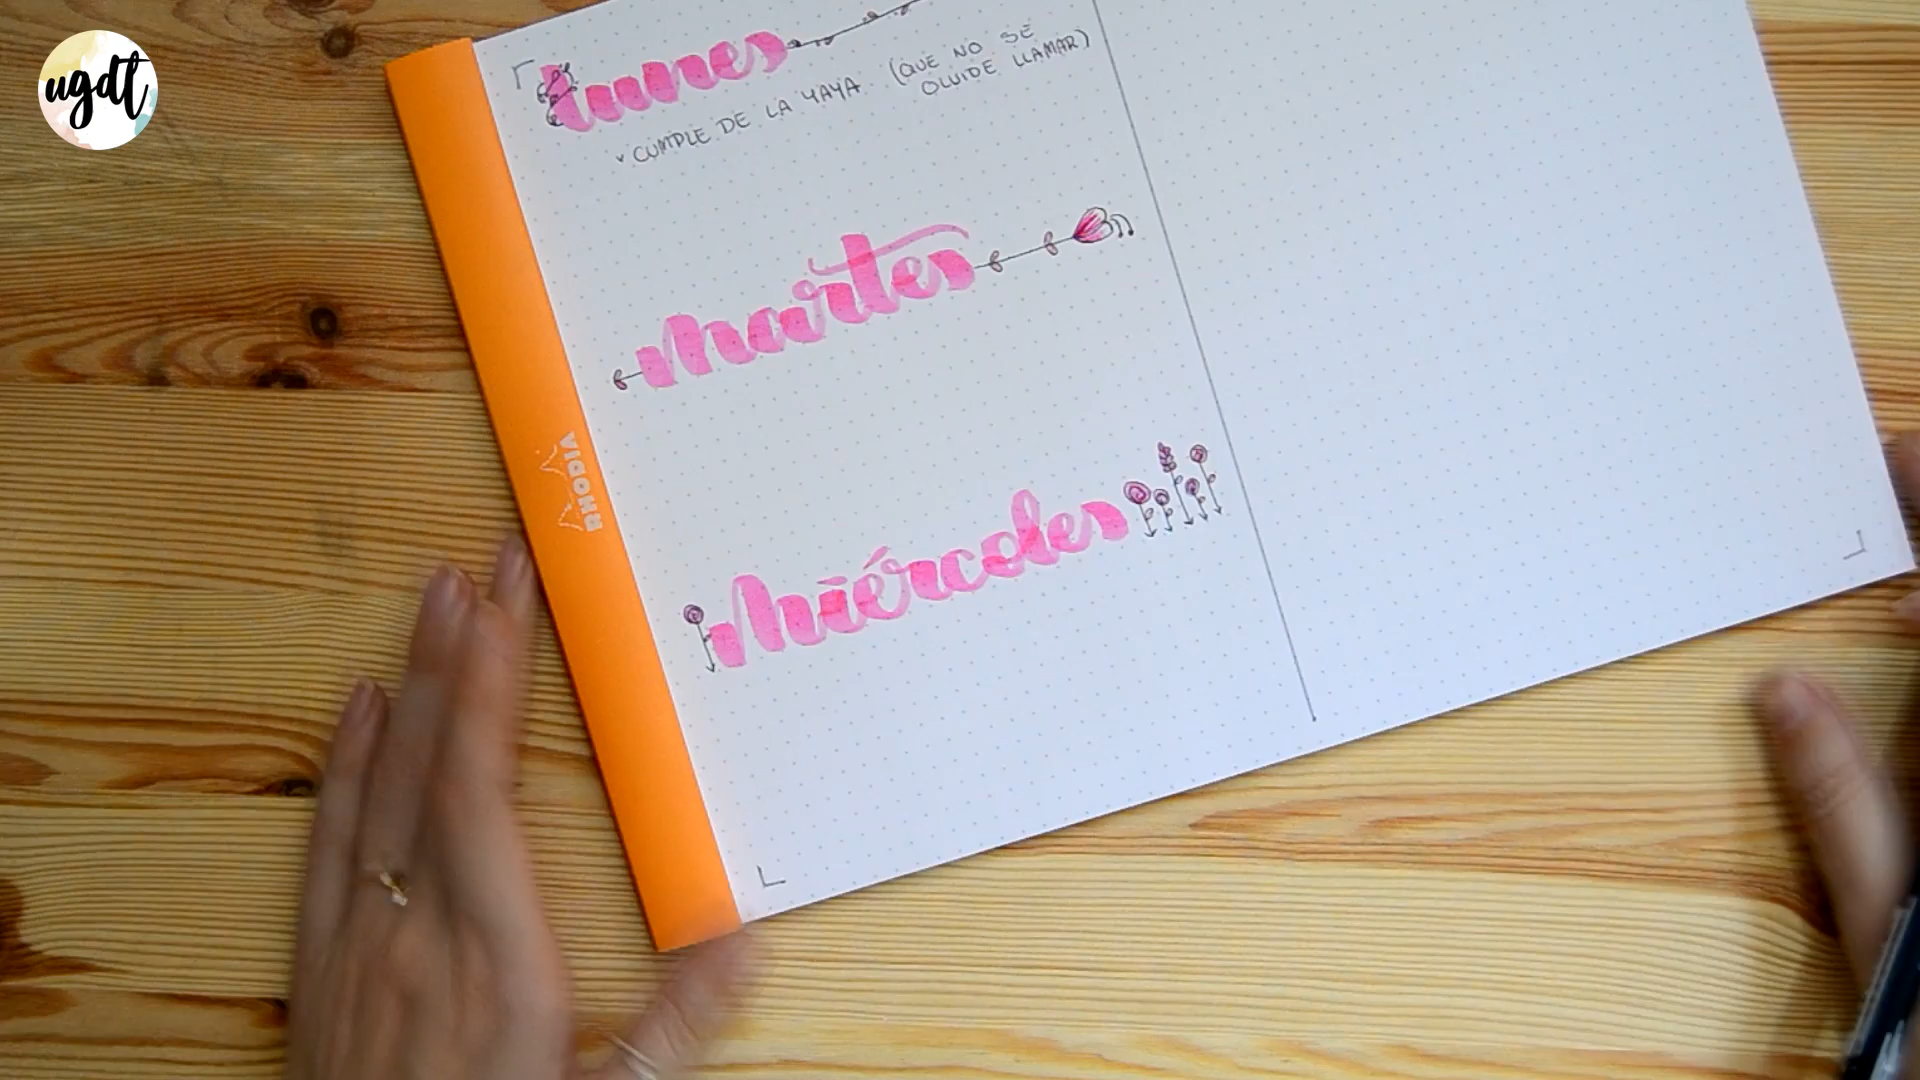 ugdt
lunes
CUMPLE DE LA YAYA (QUE NO SE
OLVIDE LLAMAR)
martes
miércoles
RHODIA